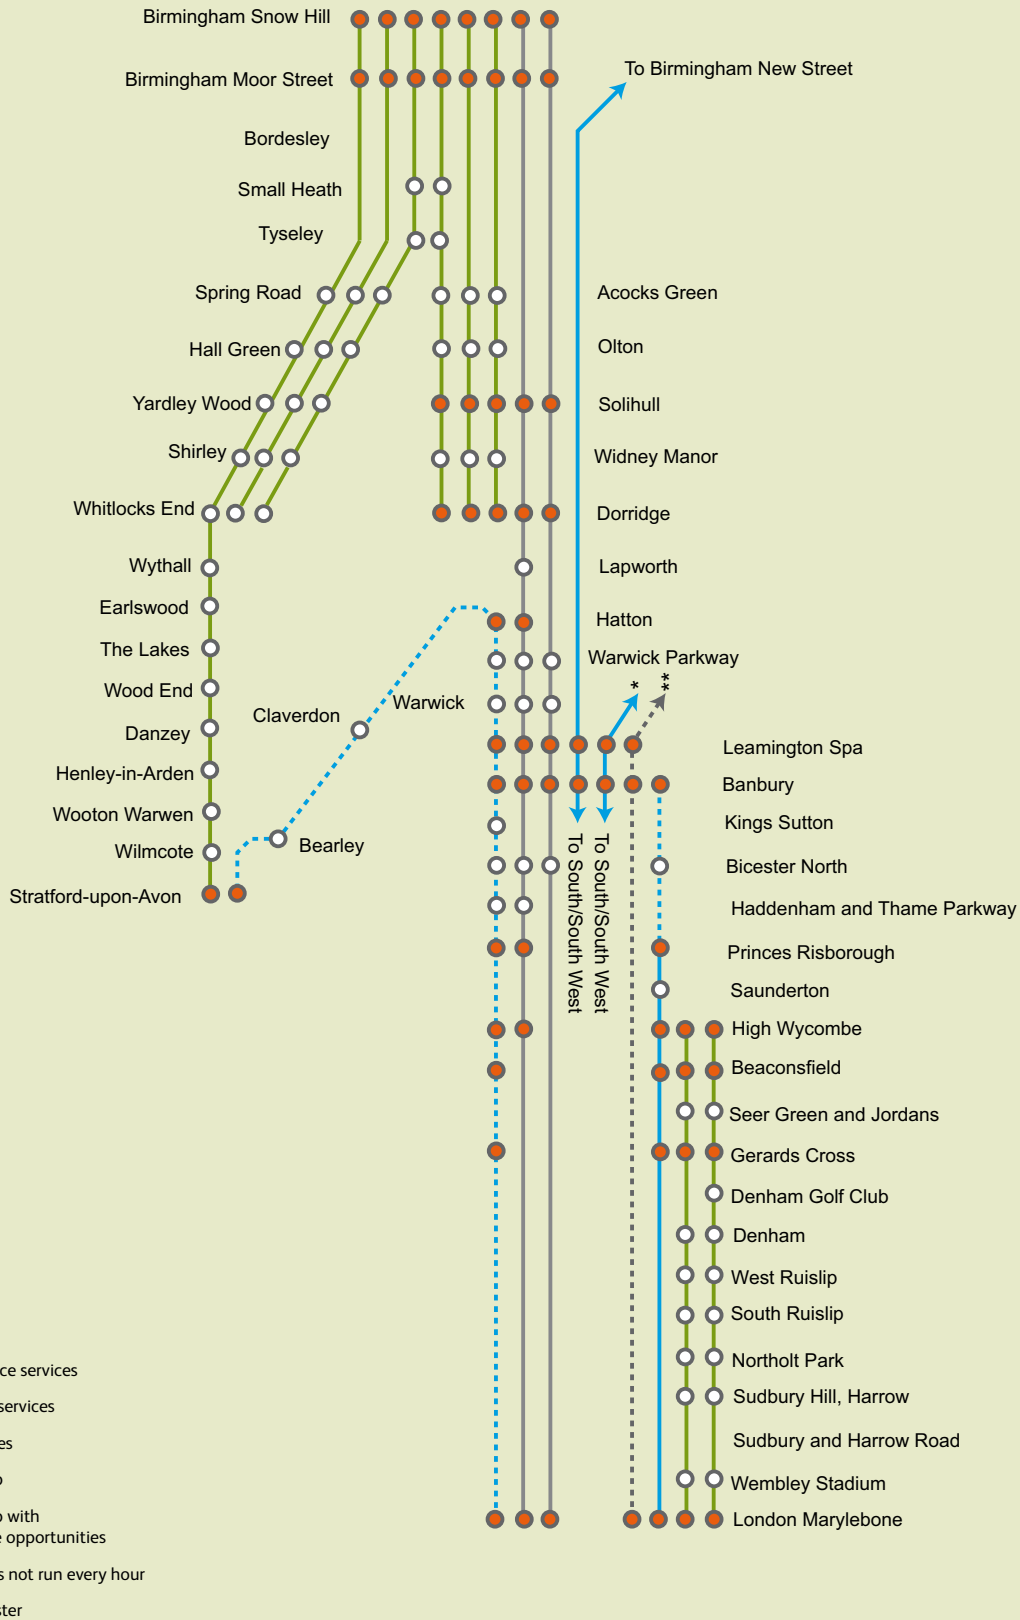 Birmingham Snow Hill
To Birmingham New Street
Birmingham Moor Street
Bordesley
Small Heath
Tyseley
Spring Road
Acocks Green
Hall Green
Olton
Yardley Wood
Solihull
Shirley
Widney Manor
Whitlocks End
Dorridge
Wythall
Lapworth
Earlswood
Hatton
The Lakes
Warwick Parkway
*
**
Wood End
Warwick
Claverdon
Danzey
Leamington Spa
Henley-in-Arden
Banbury
Wooton Warwen
Kings Sutton
Wilmcote
Bearley
Bicester North
Stratford-upon-Avon
Haddenham and Thame Parkway
To South/South West
To South/South West
Princes Risborough
Saunderton
High Wycombe
Beaconsfield
Seer Green and Jordans
Gerards Cross
Denham Golf Club
Denham
West Ruislip
South Ruislip
Northolt Park
Sudbury Hill, Harrow
Sudbury and Harrow Road
Wembley Stadium
London Marylebone
ce services
services
es
o
o with
e opportunities
s not run every hour
ster